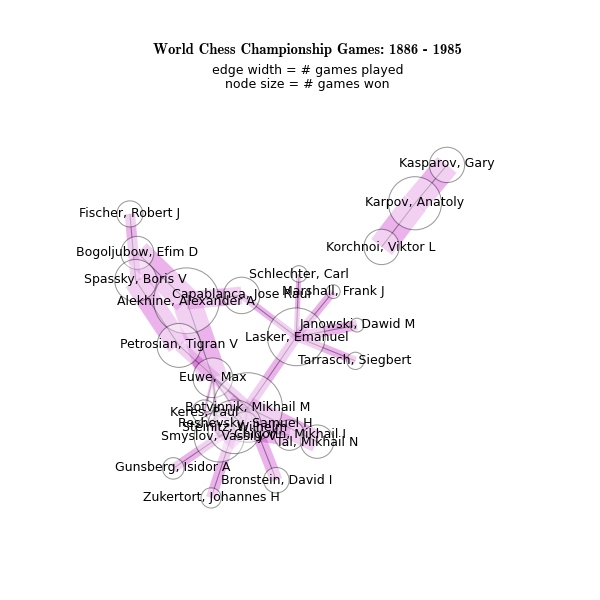 World Chess Championship Games: 1886 - 1985
edge width = # games played
node size = # games won
Kasparov, Gary
Karpov, Anatoly
Fischer, Robert J
Korchnoi, Viktor L
Bogoljubow, Efim D
Schlechter, Carl
Spassky, Boris V
Capablanca, Jose Raul
Marshall, Frank J
Alekhine, Alexander A
Janowski, Dawid M
Lasker, Emanuel
Petrosian, Tigran V
Tarrasch, Siegbert
Euwe, Max
Botvinnik, Mikhail M
Keres, Paul
Reshevsky, Samuel H
Steinitz, Wilhelm
Chigorin, Mikhail I
Smyslov, Vassily V
Tal, Mikhail N
Gunsberg, Isidor A
Bronstein, David I
Zukertort, Johannes H